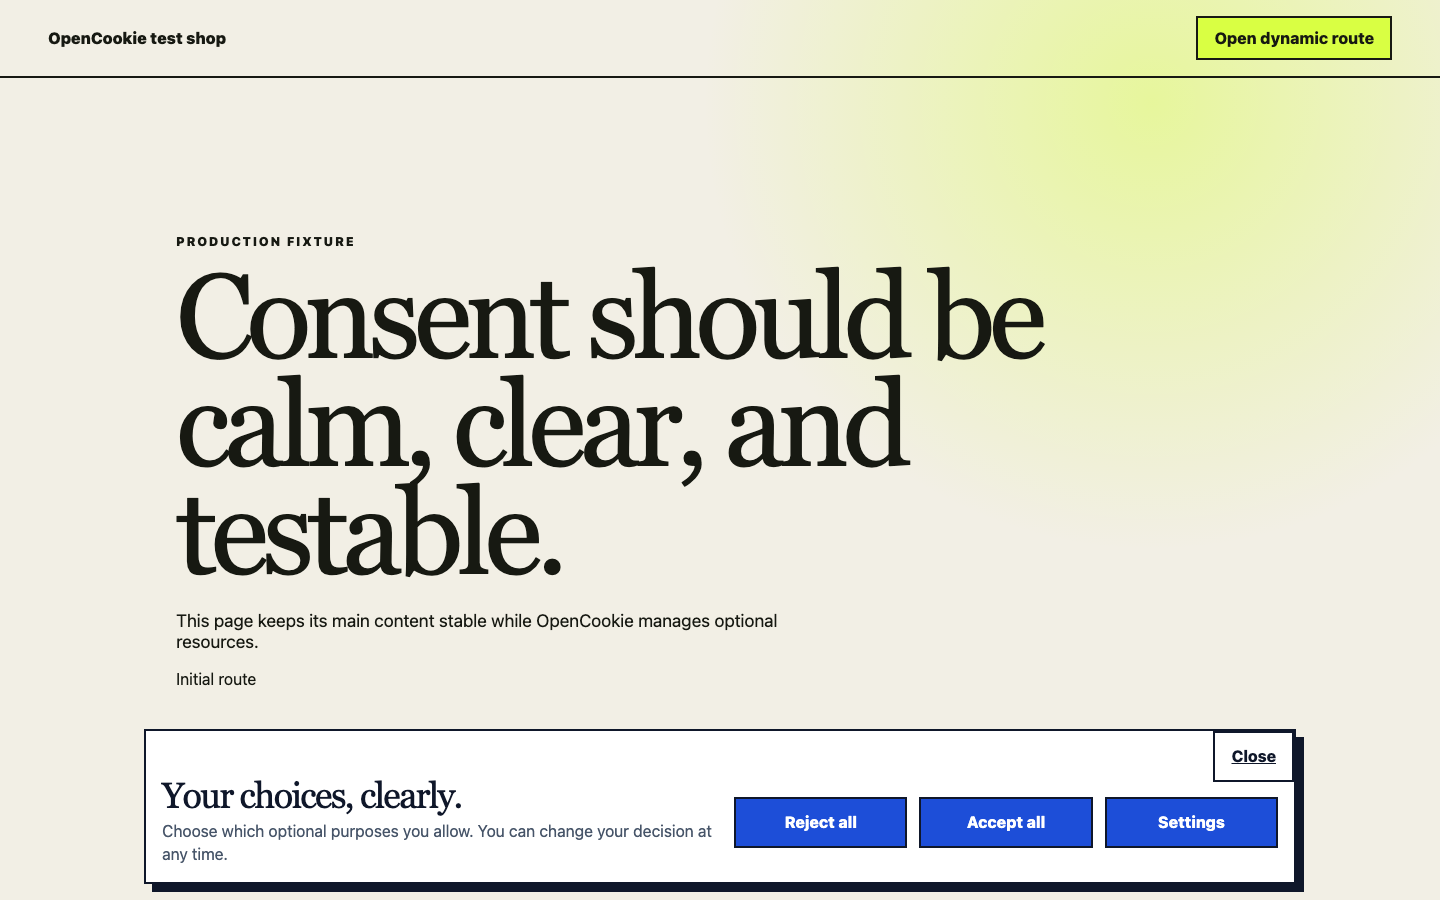 OpenCookie test shop
Open dynamic route
PRODUCTION FIXTURE
Consent should be
calm, clear, and
testable.
This page keeps its main content stable while OpenCookie manages optional
resources.
Initial route
Close
Your choices, clearly.
Choose which optional purposes you allow. You can change your decision at
any time.
Reject all
Accept all
Settings